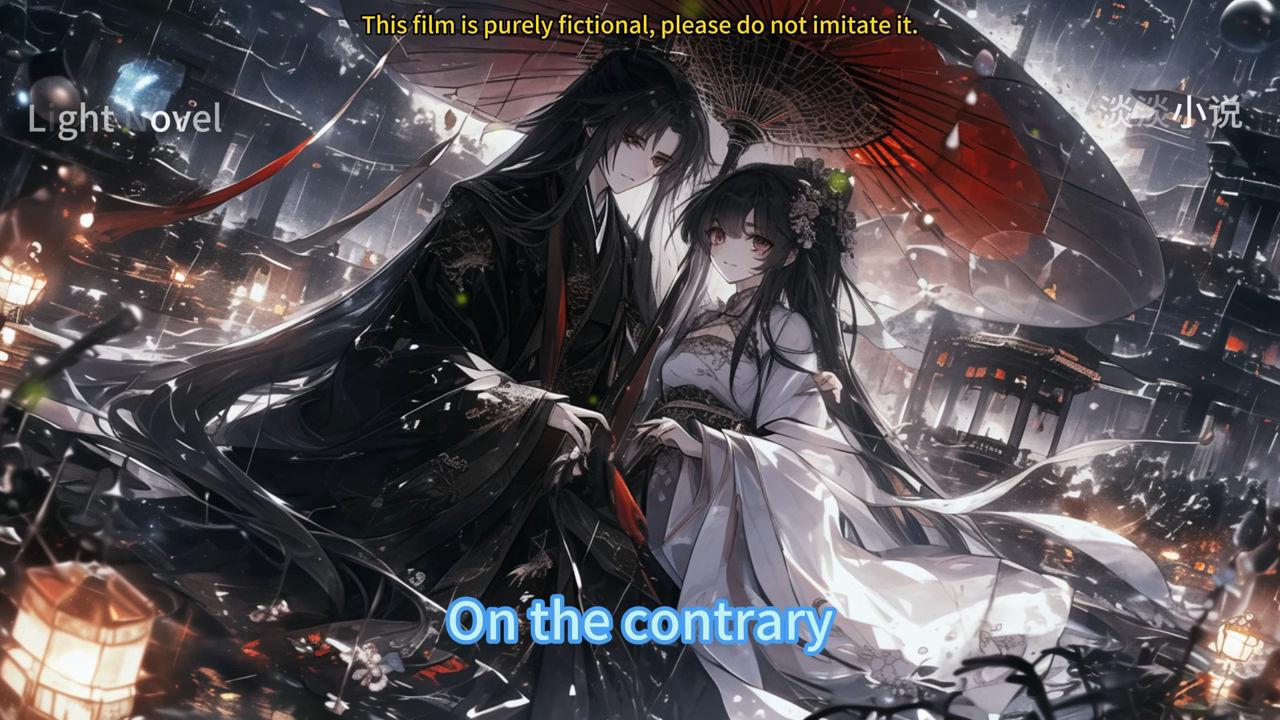 This film is purely fictional, please do not imitate it.
Light Novel
淡淡小说
On the contrary